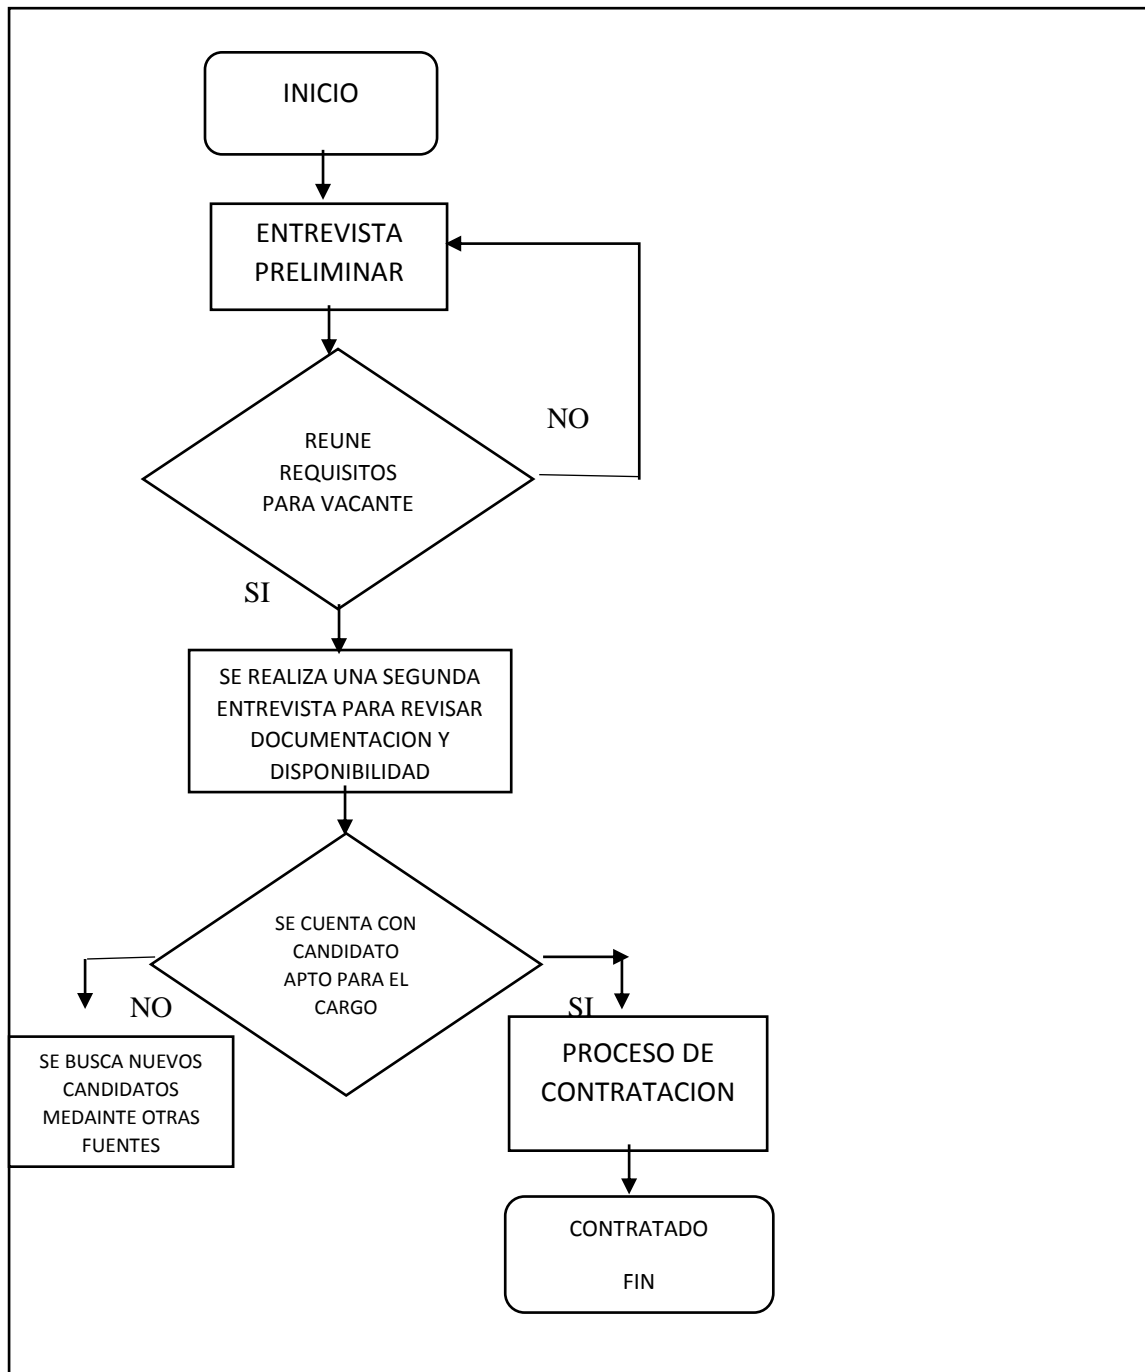 INICIO
ENTREVISTA
PRELIMINAR
NO
REUNE
REQUISITOS
PARA VACANTE
SI
SE REALIZA UNA SEGUNDA
ENTREVISTA PARA REVISAR
DOCUMENTACION Y
DISPONIBILIDAD
SE CUENTA CON
CANDIDATO
APTO PARA EL
CARGO
NO
SI
SE BUSCA NUEVOS
CANDIDATOS
MEDAINTE OTRAS
FUENTES
PROCESO DE
CONTRATACION
CONTRATADO
FIN